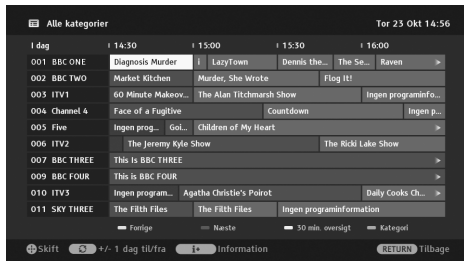 Alle kategorier Tor 23 Okt 14:56
I dag 14:30 15:00 15:30 16:00
001 BBC ONE Diagnosis Murder i LazyTown Dennis the... The Se... Raven
002 BBC TWO Market Kitchen Murder, She Wrote Flog It!
003 ITV1 60 Minute Makeov... The Alan Titchmarsh Show Ingen programinfo...
004 Channel 4 Face of a Fugitive Countdown Ingen p...
005 Five Ingen prog... Goi... Children of My Heart
006 ITV2 The Jeremy Kyle Show The Ricki Lake Show
007 BBC THREE This Is BBC THREE
009 BBC FOUR This is BBC FOUR
010 ITV3 Ingen program... Agatha Christie's Poirot Daily Cooks Ch...
011 SKY THREE The Filth Files The Filth Files Ingen programinformation
Forrige Næste 30 min. oversigt Kategori
Skift +/- 1 dag til/fra i+ Information RETURN Tilbage